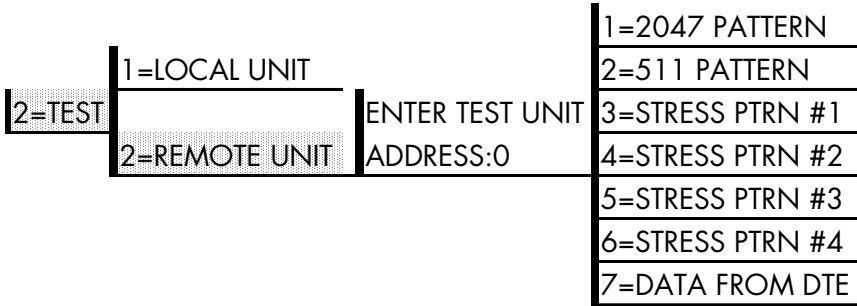 2=TEST
1=LOCAL UNIT
2=REMOTE UNIT
ENTER TEST UNIT
ADDRESS:0
1=2047 PATTERN
2=511 PATTERN
3=STRESS PTRN #1
4=STRESS PTRN #2
5=STRESS PTRN #3
6=STRESS PTRN #4
7=DATA FROM DTE